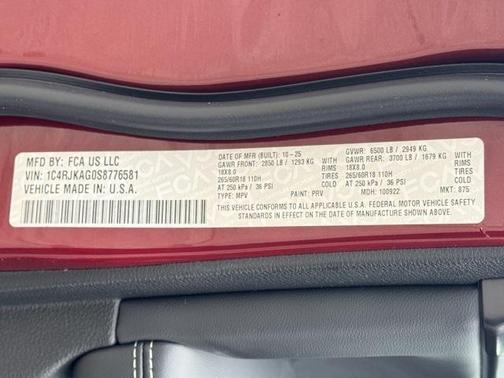 MFD BY: FCA US LLC
VIN: 1C4RJKAG0S8776581
VEHICLE MADE IN U.S.A.
DATE OF MFR (BUILT): 10-25 GVWR: 6500 LB / 2949 KG
GAWR FRONT: 2850 LB / 1293 KG GAWR REAR: 3700 LB / 1679 KG
18X8.0 RIMS 18X8.0 RIMS
265/60R18 110H TIRES 265/60R18 110H TIRES
AT 250 kPa / 36 PSI COLD AT 250 kPa / 36 PSI COLD
TYPE: MPV PAINT: PRV MDH: 100922 MKT: 875
THIS VEHICLE CONFORMS TO ALL APPLICABLE U.S.A. FEDERAL MOTOR VEHICLE SAFETY
STANDARDS IN EFFECT ON THE DATE OF MANUFACTURE SHOWN ABOVE.